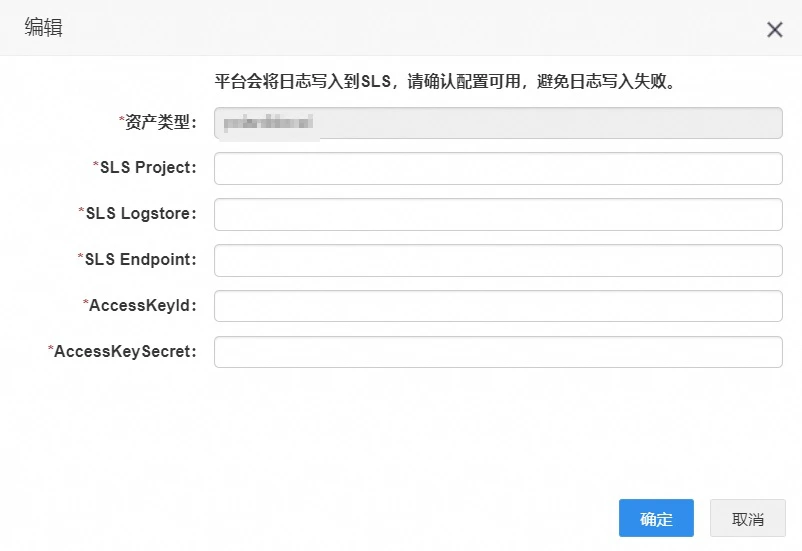 编辑
平台会将日志写入到SLS，请确认配置可用，避免日志写入失败。
*资产类型：
*SLS Project:
*SLS Logstore:
*SLS Endpoint:
*AccessKeyId:
*AccessKeySecret:
确定 取消